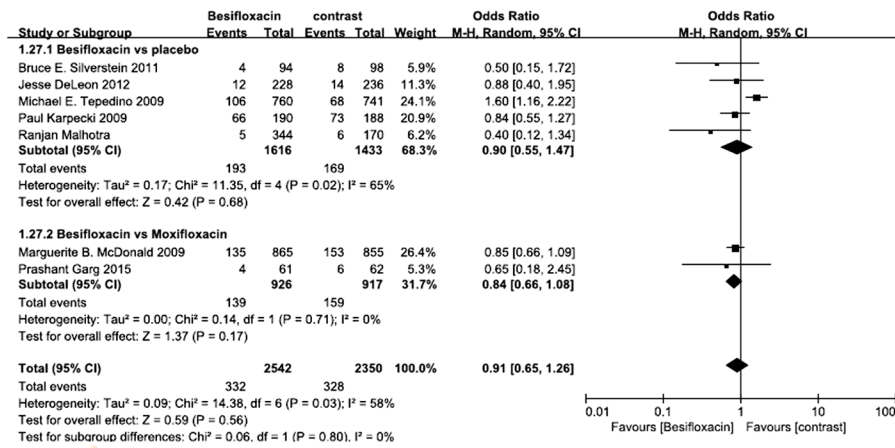 Besifloxacin contrast Odds Ratio Odds Ratio
Study or Subgroup Events Total Events Total Weight M-H, Random, 95% CI M-H, Random, 95% CI
1.27.1 Besifloxacin vs placebo
Bruce E. Silverstein 2011 4 94 8 98 5.9% 0.50 [0.15, 1.72]
Jesse DeLeon 2012 12 228 14 236 11.3% 0.88 [0.40, 1.95]
Michael E. Tepedino 2009 106 760 68 741 24.1% 1.60 [1.16, 2.22]
Paul Karpecki 2009 66 190 73 188 20.9% 0.84 [0.55, 1.27]
Ranjan Malhotra 5 344 6 170 6.2% 0.40 [0.12, 1.34]
Subtotal (95% CI) 1616 1433 68.3% 0.90 [0.55, 1.47]
Total events 193 169
Heterogeneity: Tau² = 0.17; Chi² = 11.35, df = 4 (P = 0.02); I² = 65%
Test for overall effect: Z = 0.42 (P = 0.68)
1.27.2 Besifloxacin vs Moxifloxacin
Marguerite B. McDonald 2009 135 865 153 855 26.4% 0.85 [0.66, 1.09]
Prashant Garg 2015 4 61 6 62 5.3% 0.65 [0.18, 2.45]
Subtotal (95% CI) 926 917 31.7% 0.84 [0.66, 1.08]
Total events 139 159
Heterogeneity: Tau² = 0.00; Chi² = 0.14, df = 1 (P = 0.71); I² = 0%
Test for overall effect: Z = 1.37 (P = 0.17)
Total (95% CI) 2542 2350 100.0% 0.91 [0.65, 1.26]
Total events 332 328
Heterogeneity: Tau² = 0.09; Chi² = 14.38, df = 6 (P = 0.03); I² = 58%
Test for overall effect: Z = 0.59 (P = 0.56)
Test for subgroup differences: Chi² = 0.06, df = 1 (P = 0.80), I² = 0%
0.01 0.1 1 10 100
Favours [Besifloxacin] Favours [contrast]